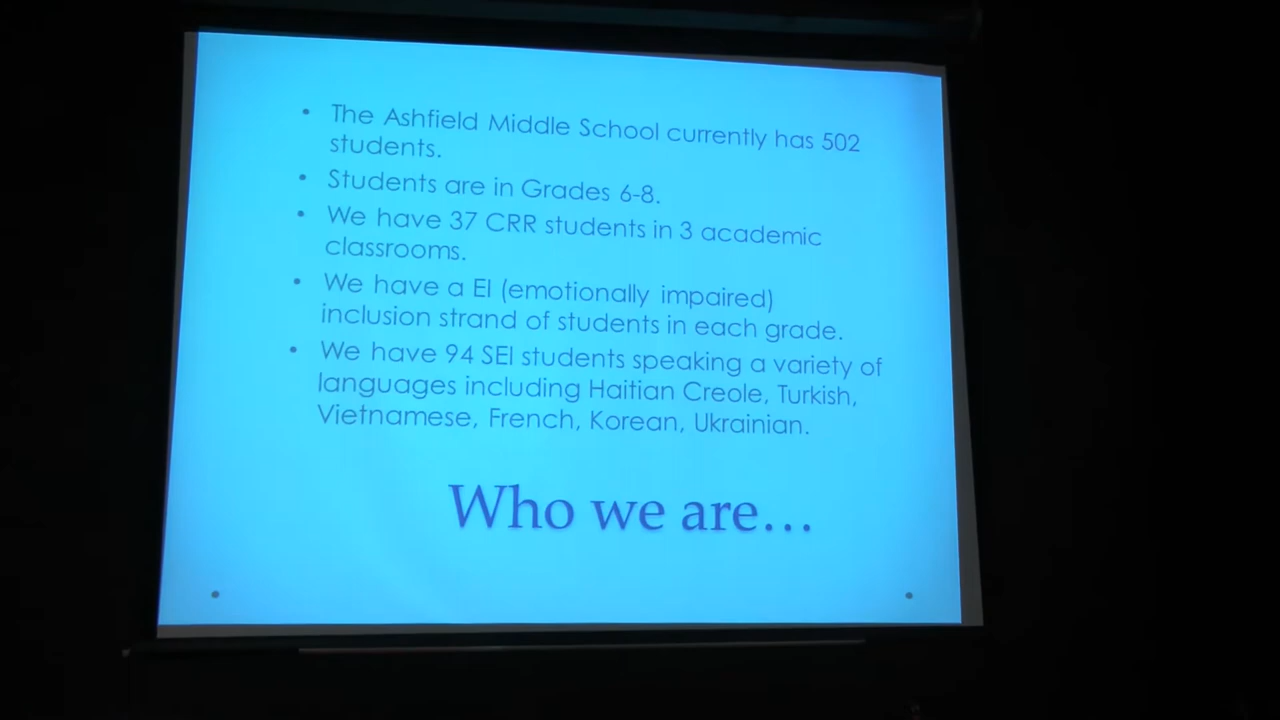 • The Ashfield Middle School currently has 502
students.
• Students are in Grades 6-8.
• We have 37 CRR students in 3 academic
classrooms.
• We have a EI (emotionally impaired)
inclusion strand of students in each grade.
• We have 94 SEI students speaking a variety of
languages including Haitian Creole, Turkish,
Vietnamese, French, Korean, Ukrainian.
Who we are…